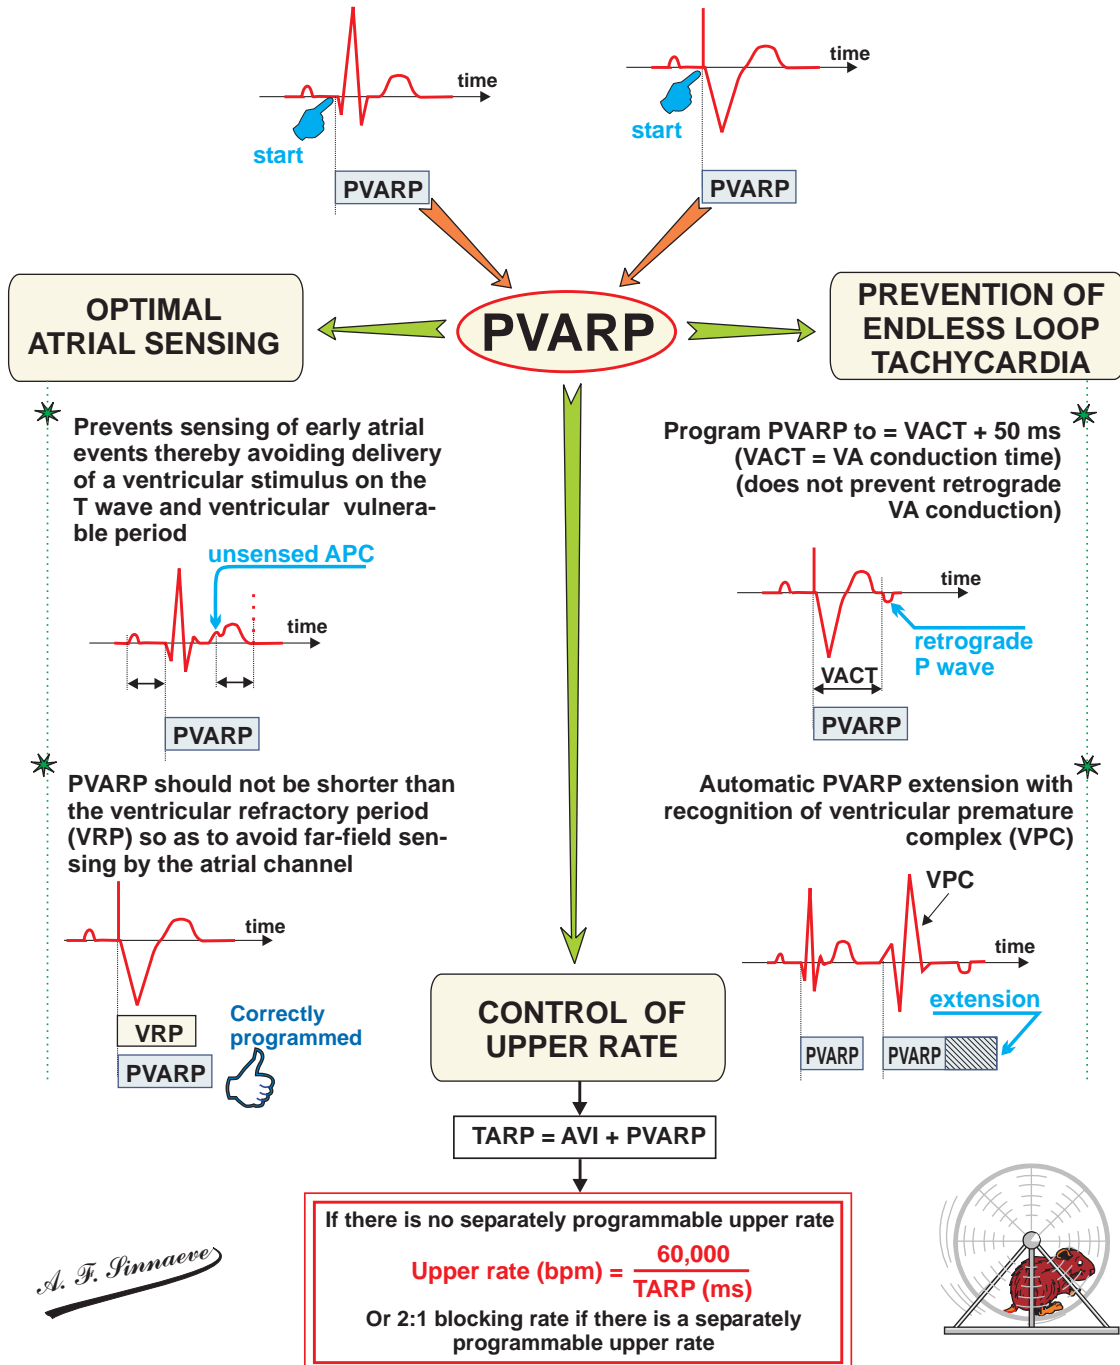 time
start
PVARP
time
start
PVARP
OPTIMAL
ATRIAL SENSING
PVARP
PREVENTION OF
ENDLESS LOOP
TACHYCARDIA
Prevents sensing of early atrial
events thereby avoiding delivery
of a ventricular stimulus on the
T wave and ventricular vulnera-
ble period
unsensed APC
time
PVARP
PVARP should not be shorter than
the ventricular refractory period
(VRP) so as to avoid far-field sen-
sing by the atrial channel
time
VRP
PVARP
Correctly
programmed
Program PVARP to = VACT + 50 ms
(VACT = VA conduction time)
(does not prevent retrograde
VA conduction)
time
retrograde
P wave
VACT
PVARP
Automatic PVARP extension with
recognition of ventricular premature
complex (VPC)
VPC
time
extension
PVARP
PVARP
CONTROL OF
UPPER RATE
TARP = AVI + PVARP
If there is no separately programmable upper rate
Upper rate (bpm) = 60,000 / TARP (ms)
Or 2:1 blocking rate if there is a separately
programmable upper rate
A. F. Sinnaeve